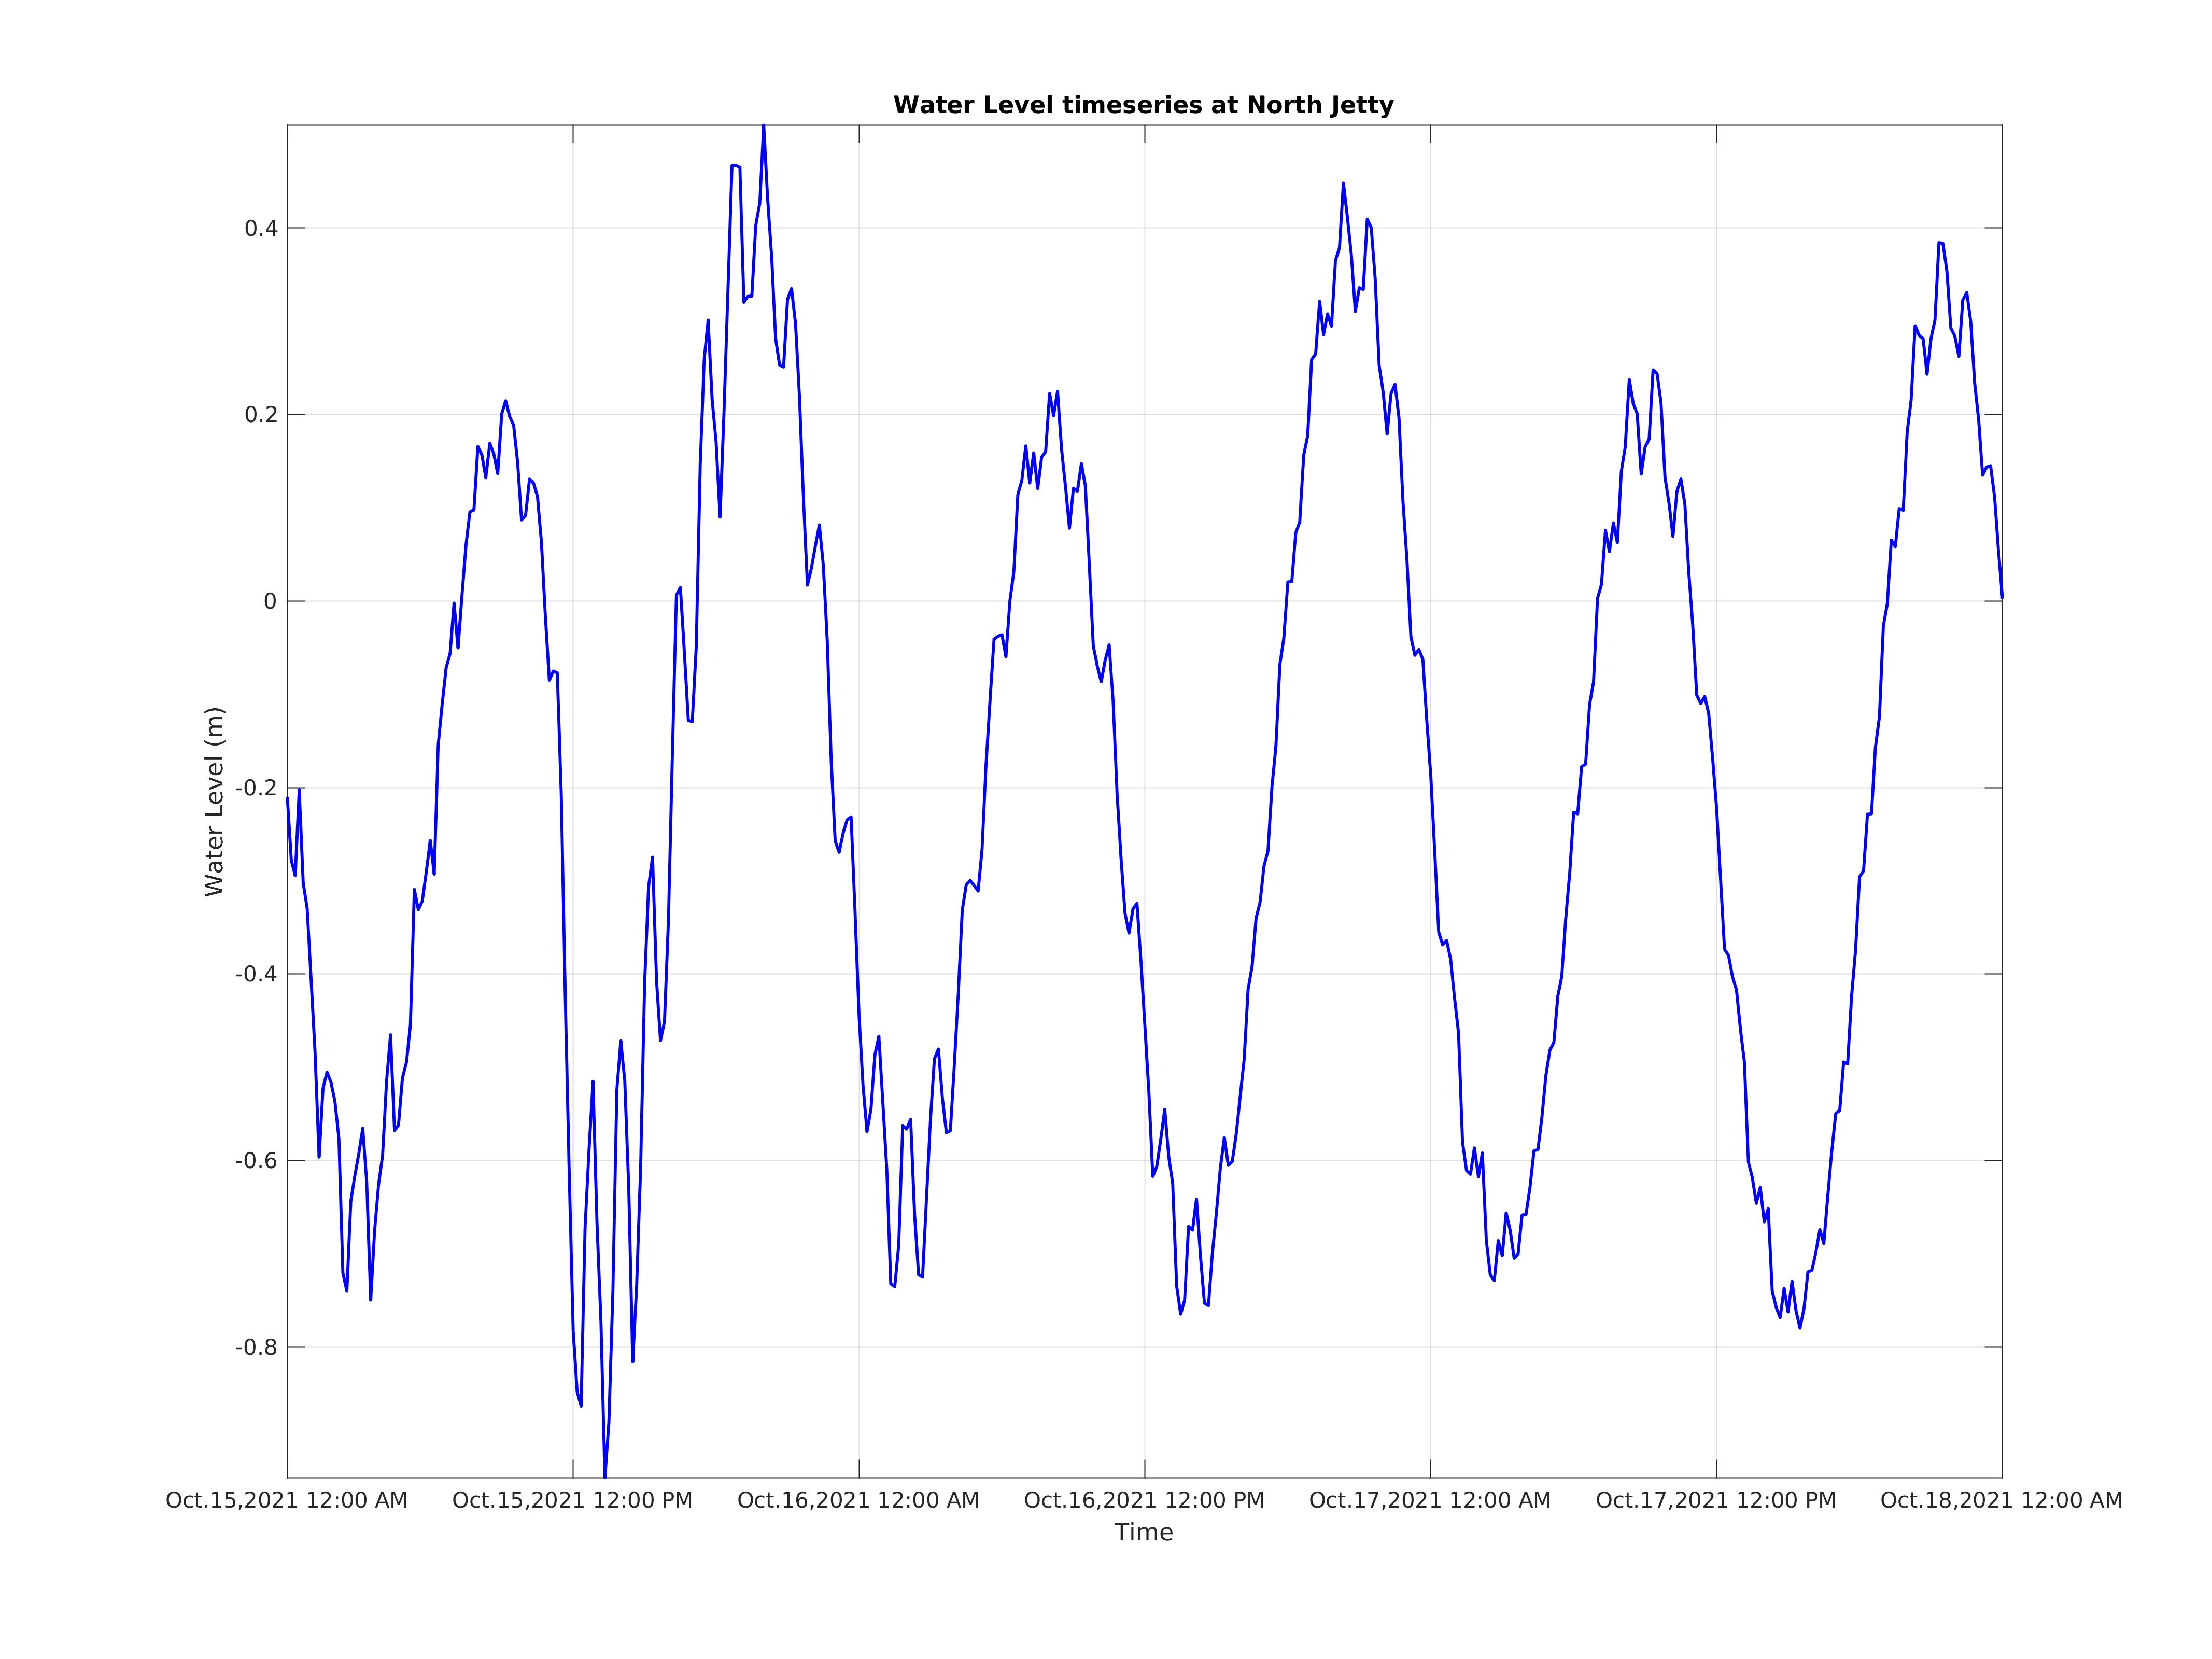 Water Level timeseries at North Jetty
0.4
0.2
0
-0.2
-0.4
-0.6
-0.8
Water Level (m)
Oct.15,2021 12:00 AM
Oct.15,2021 12:00 PM
Oct.16,2021 12:00 AM
Oct.16,2021 12:00 PM
Oct.17,2021 12:00 AM
Oct.17,2021 12:00 PM
Oct.18,2021 12:00 AM
Time